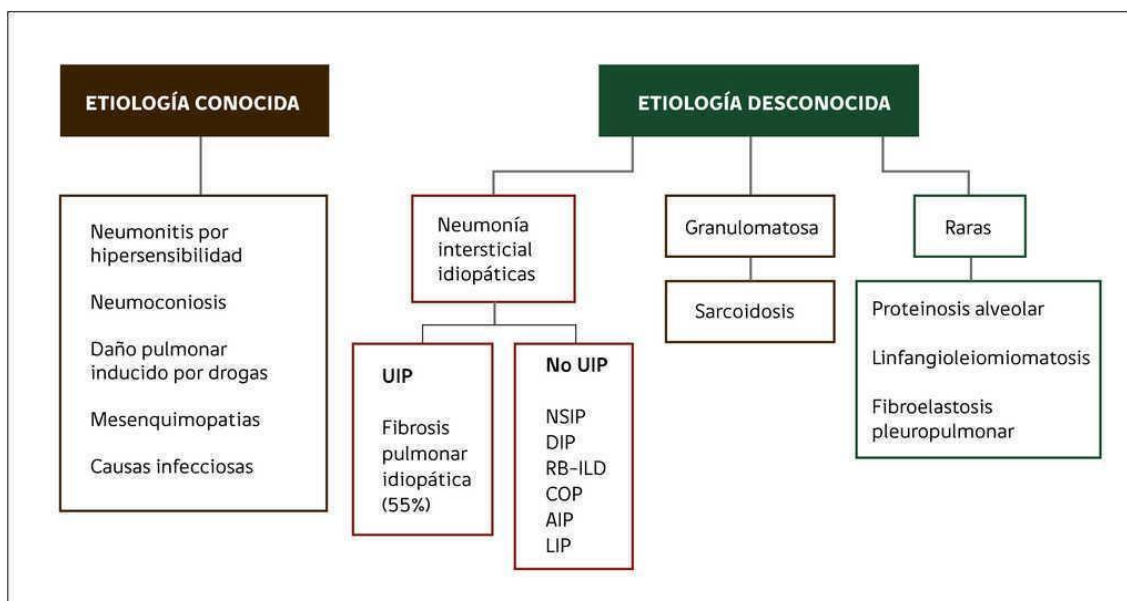 ETIOLOGÍA CONOCIDA
Neumonitis por
hipersensibilidad
Neumoconiosis
Daño pulmonar
inducido por drogas
Mesenquimopatias
Causas infecciosas
ETIOLOGÍA DESCONOCIDA
Neumonía
intersticial
idiopáticas
UIP
Fibrosis
pulmonar
idiopática
(55%)
No UIP
NSIP
DIP
RB-ILD
COP
AIP
LIP
Granulomatosa
Sarcoidosis
Raras
Proteinosis alveolar
Linfangioleiomiomatosis
Fibroelastosis
pleuropulmonar